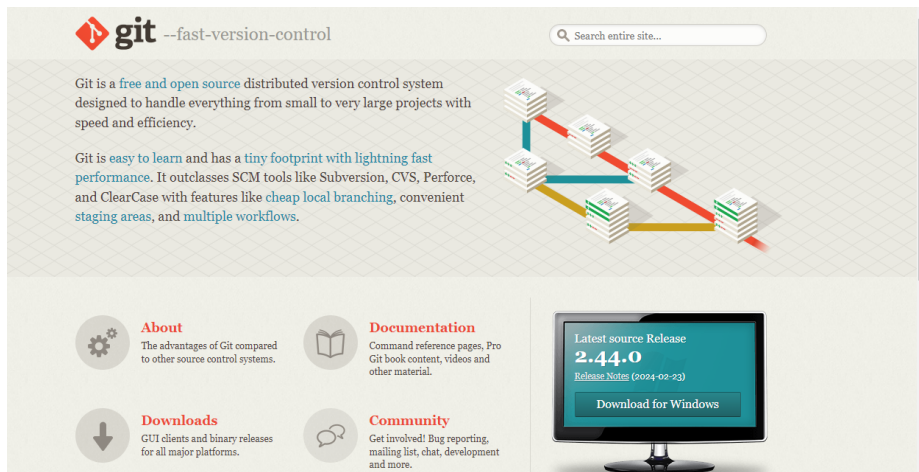 git --fast-version-control
Search entire site...
Git is a free and open source distributed version control system
designed to handle everything from small to very large projects with
speed and efficiency.
Git is easy to learn and has a tiny footprint with lightning fast
performance. It outclasses SCM tools like Subversion, CVS, Perforce,
and ClearCase with features like cheap local branching, convenient
staging areas, and multiple workflows.
About
The advantages of Git compared
to other source control systems.
Documentation
Command reference pages, Pro
Git book content, videos and
other material.
Downloads
GUI clients and binary releases
for all major platforms.
Community
Get involved! Bug reporting,
mailing list, chat, development
and more.
Latest source Release
2.44.0
Release Notes (2024-02-23)
Download for Windows